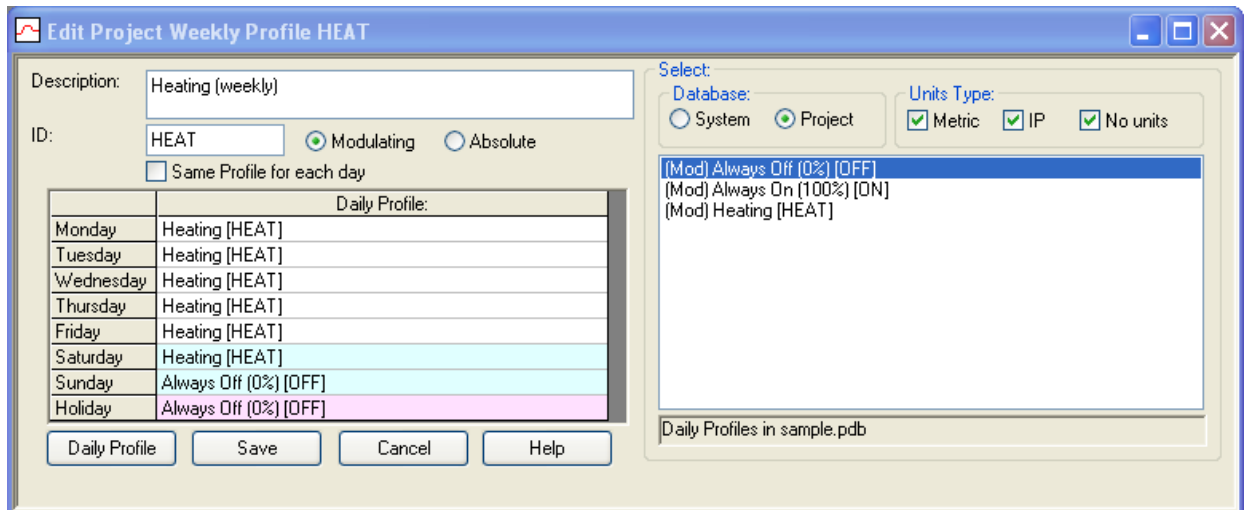 Edit Project Weekly Profile HEAT
Description:
Heating (weekly)
ID:
HEAT
Modulating
Absolute
Same Profile for each day
Daily Profile:
Monday Heating [HEAT]
Tuesday Heating [HEAT]
Wednesday Heating [HEAT]
Thursday Heating [HEAT]
Friday Heating [HEAT]
Saturday Heating [HEAT]
Sunday Always Off (0%) [OFF]
Holiday Always Off (0%) [OFF]
Daily Profile Save Cancel Help
Select:
Database:
System Project
Units Type:
Metric IP No units
(Mod) Always Off (0%) [OFF]
(Mod) Always On (100%) [ON]
(Mod) Heating [HEAT]
Daily Profiles in sample.pdb